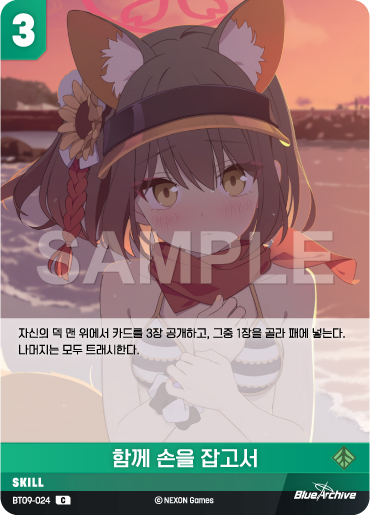 3
SAMPLE
자신의 덱 맨 위에서 카드를 3장 공개하고, 그중 1장을 골라 패에 넣는다.
나머지는 모두 트래시한다.
함께 손을 잡고서
SKILL
BT09-024 C © NEXON Games BlueArchive